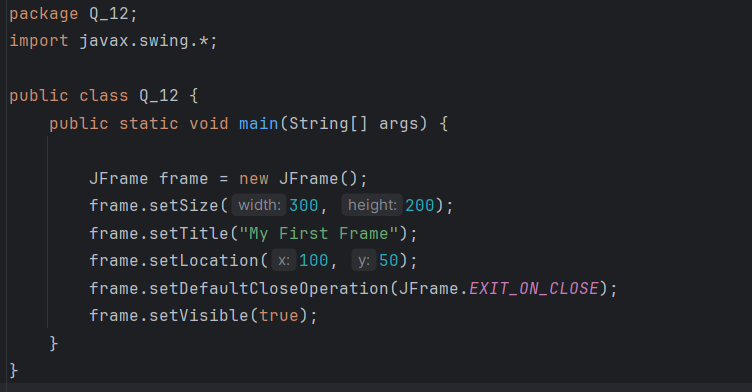 package Q_12;
import javax.swing.*;
public class Q_12 {
public static void main(String[] args) {
JFrame frame = new JFrame();
frame.setSize( width: 300, height: 200);
frame.setTitle("My First Frame");
frame.setLocation( x: 100, y: 50);
frame.setDefaultCloseOperation(JFrame.EXIT_ON_CLOSE);
frame.setVisible(true);
}
}